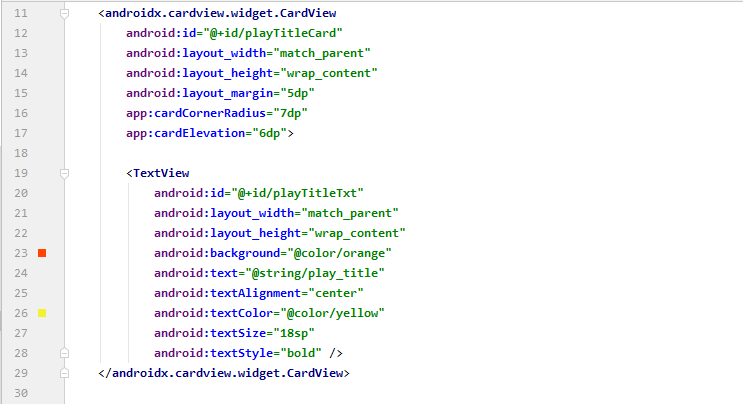 11 <androidx.cardview.widget.CardView
12 android:id="@+id/playTitleCard"
13 android:layout_width="match_parent"
14 android:layout_height="wrap_content"
15 android:layout_margin="5dp"
16 app:cardCornerRadius="7dp"
17 app:cardElevation="6dp">
18
19 <TextView
20 android:id="@+id/playTitleTxt"
21 android:layout_width="match_parent"
22 android:layout_height="wrap_content"
23 android:background="@color/orange"
24 android:text="@string/play_title"
25 android:textAlignment="center"
26 android:textColor="@color/yellow"
27 android:textSize="18sp"
28 android:textStyle="bold" />
29 </androidx.cardview.widget.CardView>
30